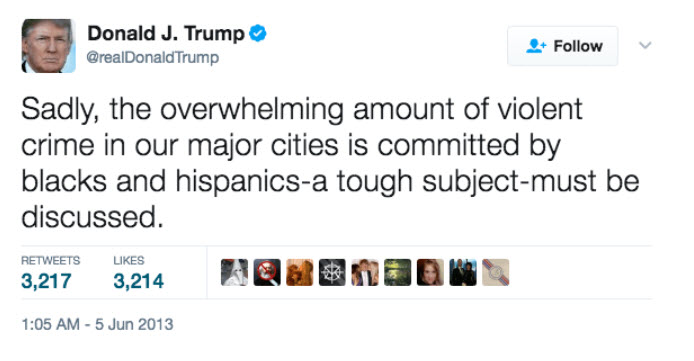 Donald J. Trump
@realDonaldTrump
Follow
Sadly, the overwhelming amount of violent
crime in our major cities is committed by
blacks and hispanics-a tough subject-must be
discussed.
RETWEETS LIKES
3,217 3,214
1:05 AM - 5 Jun 2013